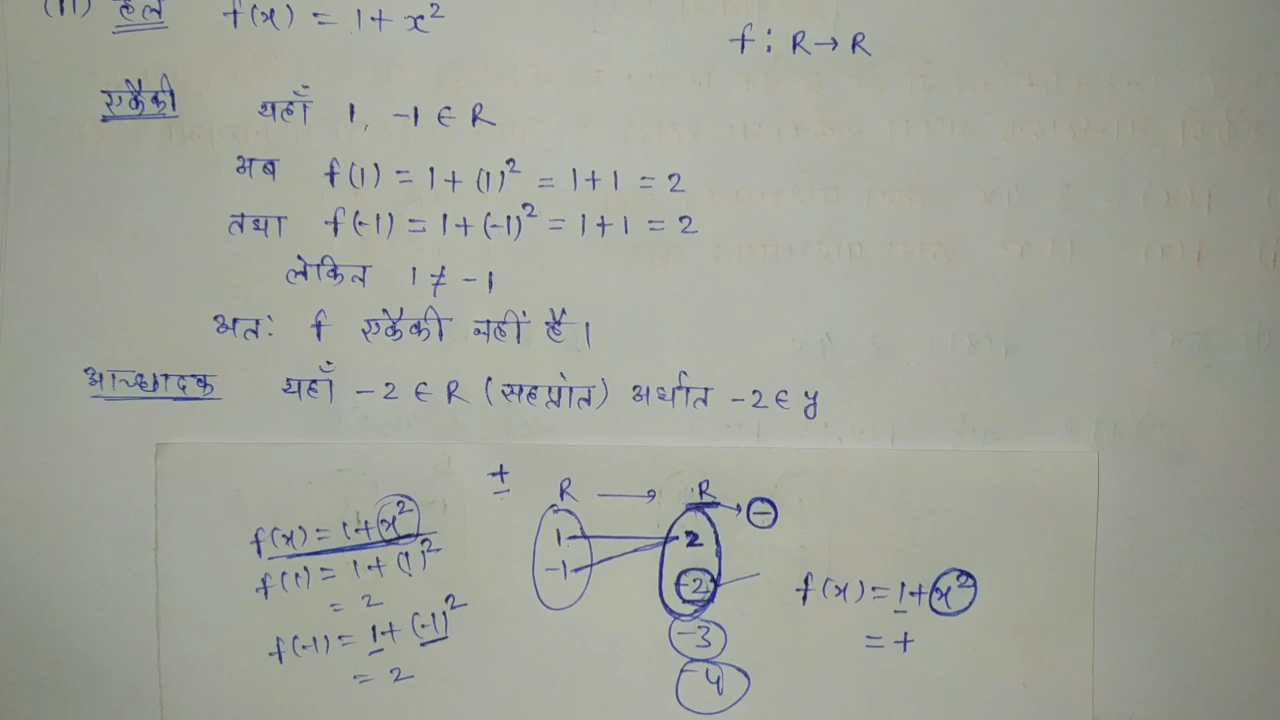 (ii) हल f(x) = 1 + x²
f : R → R
एकैकी यहाँ 1, -1 ∈ R
अब f(1) = 1 + (1)² = 1 + 1 = 2
तथा f(-1) = 1 + (-1)² = 1 + 1 = 2
लेकिन 1 ≠ -1
अतः f एकैकी नहीं है।
आच्छादक यहाँ -2 ∈ R (सहप्रांत) अर्थात -2 ∈ y
±
f(x) = 1 + x²
f(1) = 1 + (1)²
= 2
f(-1) = 1 + (-1)²
= 2
R → R → -
1 2
-1 -2
-3
-4
f(x) = 1 + x²
= +